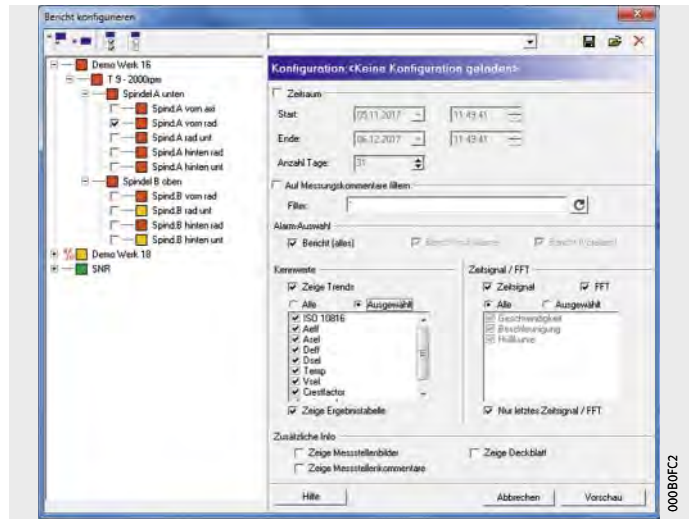 Bericht konfigurieren
Demo Werk 16
T 9 - 2000rpm
Spindel A unten
Spind.A vorn axi
Spind.A vorn rad
Spind.A rad unt
Spind.A hinten rad
Spind.A hinten unt
Spindel B oben
Spind.B vorn rad
Spind.B rad unt
Spind.B hinten rad
Spind.B hinten unt
Demo Werk 18
SNR
Konfiguration:<Keine Konfiguration geladen>
Zeitraum
Start: 05.11.2017 11:49:41
Ende: 06.12.2017 11:49:41
Anzahl Tage: 31
Auf Messungskommentare filtern
Filter: *
Alarm-Auswahl
Bericht (alles)
Kennwerte
Zeige Trends
Alle Ausgewählt
ISO 10816
Aeff
Asel
Deff
Dsel
Temp
Vsel
Crestfactor
Zeige Ergebnistabelle
Zeitsignal / FFT
Zeitsignal FFT
Alle Ausgewählt
Geschwindigkeit
Beschleunigung
Hüllkurve
Nur letztes Zeitsignal / FFT
Zusätzliche Info
Zeige Messstellenbilder Zeige Deckblatt
Zeige Messstellenkommentare
Hilfe Abbrechen Vorschau
000B0FC2